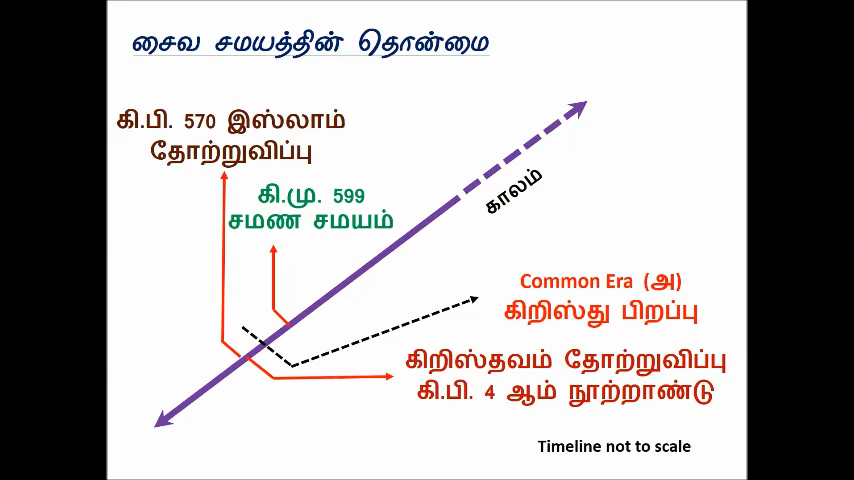 சைவ சமயத்தின் தொன்மை
கி.பி. 570 இஸ்லாம்
தோற்றுவிப்பு
கி.மு. 599
சமண சமயம்
காலம்
Common Era (அ)
கிறிஸ்து பிறப்பு
கிறிஸ்தவம் தோற்றுவிப்பு
கி.பி. 4 ஆம் நூற்றாண்டு
Timeline not to scale